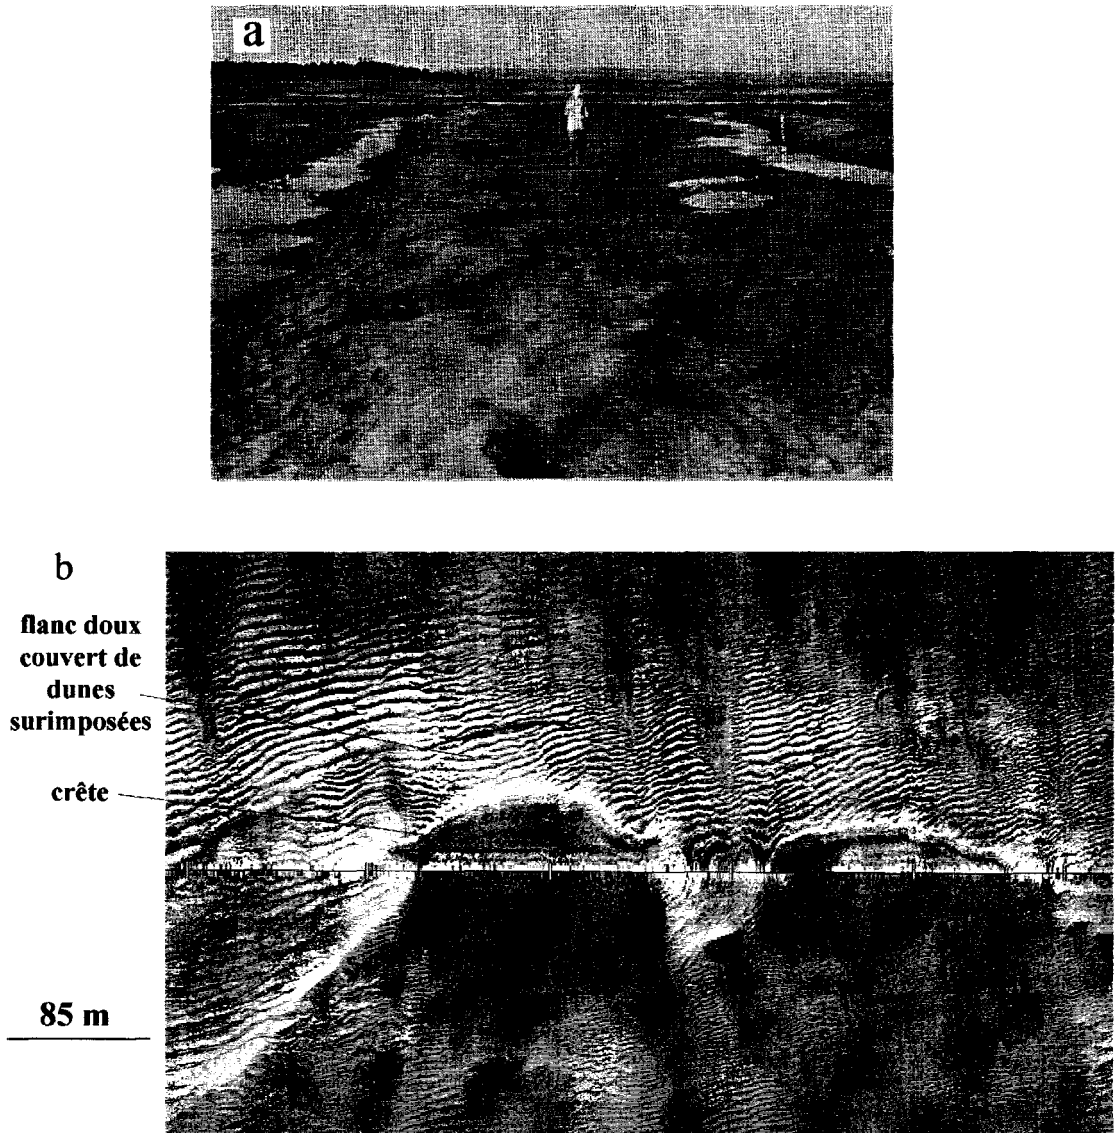 a
b
flanc doux
couvert de
dunes
surimposées
crête
85 m